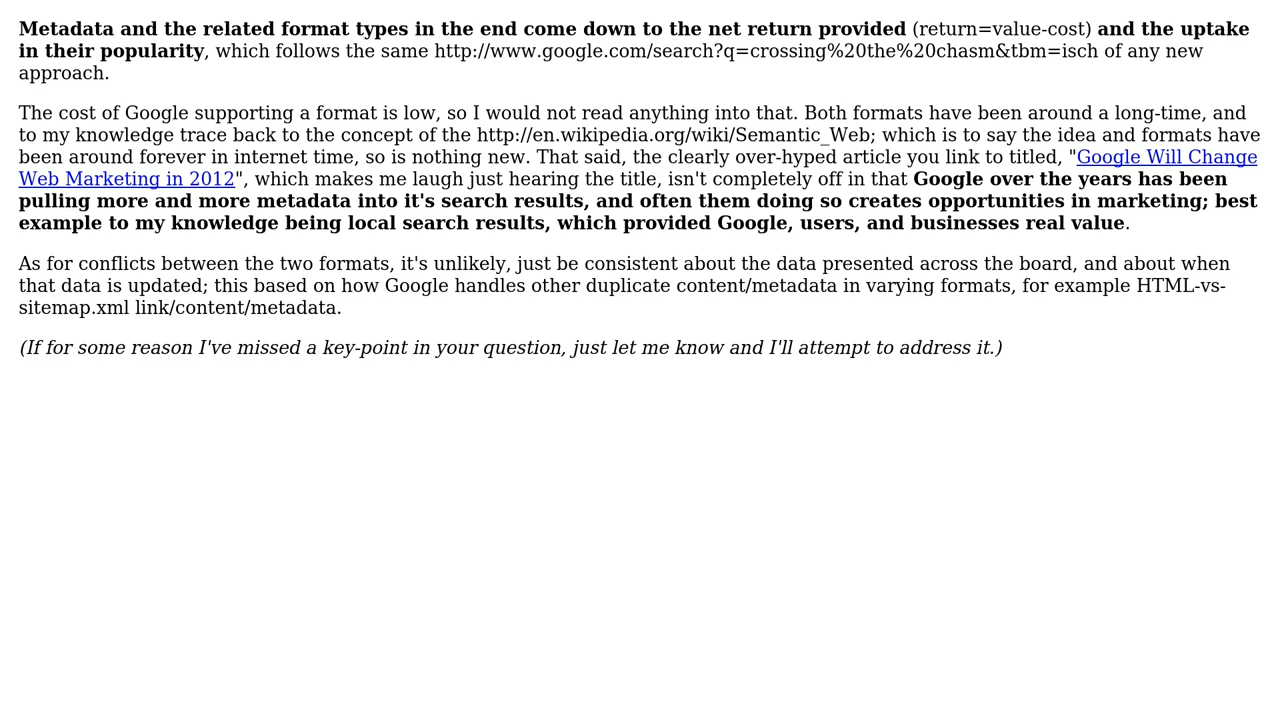 Metadata and the related format types in the end come down to the net return provided (return=value-cost) and the uptake
in their popularity, which follows the same http://www.google.com/search?q=crossing%20the%20chasm&tbm=isch of any new
approach.
The cost of Google supporting a format is low, so I would not read anything into that. Both formats have been around a long-time, and
to my knowledge trace back to the concept of the http://en.wikipedia.org/wiki/Semantic_Web; which is to say the idea and formats have
been around forever in internet time, so is nothing new. That said, the clearly over-hyped article you link to titled, "Google Will Change
Web Marketing in 2012", which makes me laugh just hearing the title, isn't completely off in that Google over the years has been
pulling more and more metadata into it's search results, and often them doing so creates opportunities in marketing; best
example to my knowledge being local search results, which provided Google, users, and businesses real value.
As for conflicts between the two formats, it's unlikely, just be consistent about the data presented across the board, and about when
that data is updated; this based on how Google handles other duplicate content/metadata in varying formats, for example HTML-vs-
sitemap.xml link/content/metadata.
(If for some reason I've missed a key-point in your question, just let me know and I'll attempt to address it.)